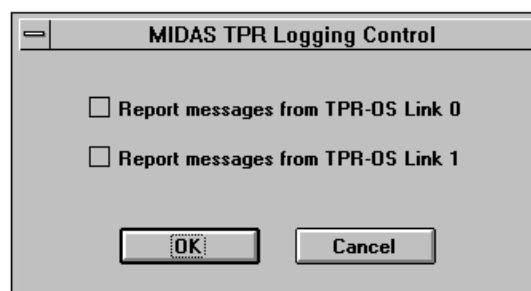 MIDAS TPR Logging Control
Report messages from TPR-OS Link 0
Report messages from TPR-OS Link 1
OK Cancel